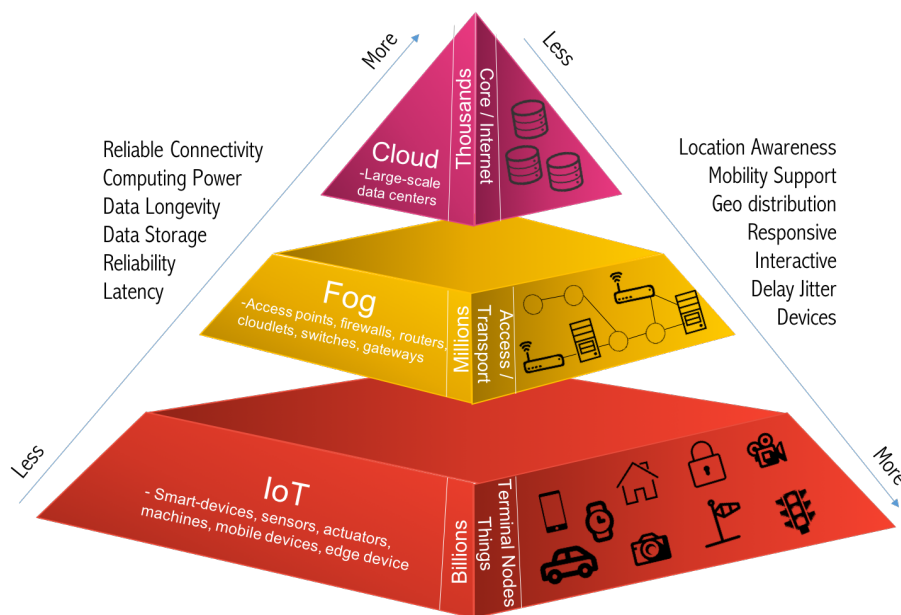 More
Less
Reliable Connectivity
Computing Power
Data Longevity
Data Storage
Reliability
Latency
Cloud
-Large-scale
data centers
Thousands
Core / Internet
Location Awareness
Mobility Support
Geo distribution
Responsive
Interactive
Delay Jitter
Devices
Fog
-Access points, firewalls, routers,
cloudlets, switches, gateways
Millions
Access /
Transport
Less
More
IoT
- Smart-devices, sensors, actuators,
machines, mobile devices, edge device
Billions
Terminal Nodes
Things